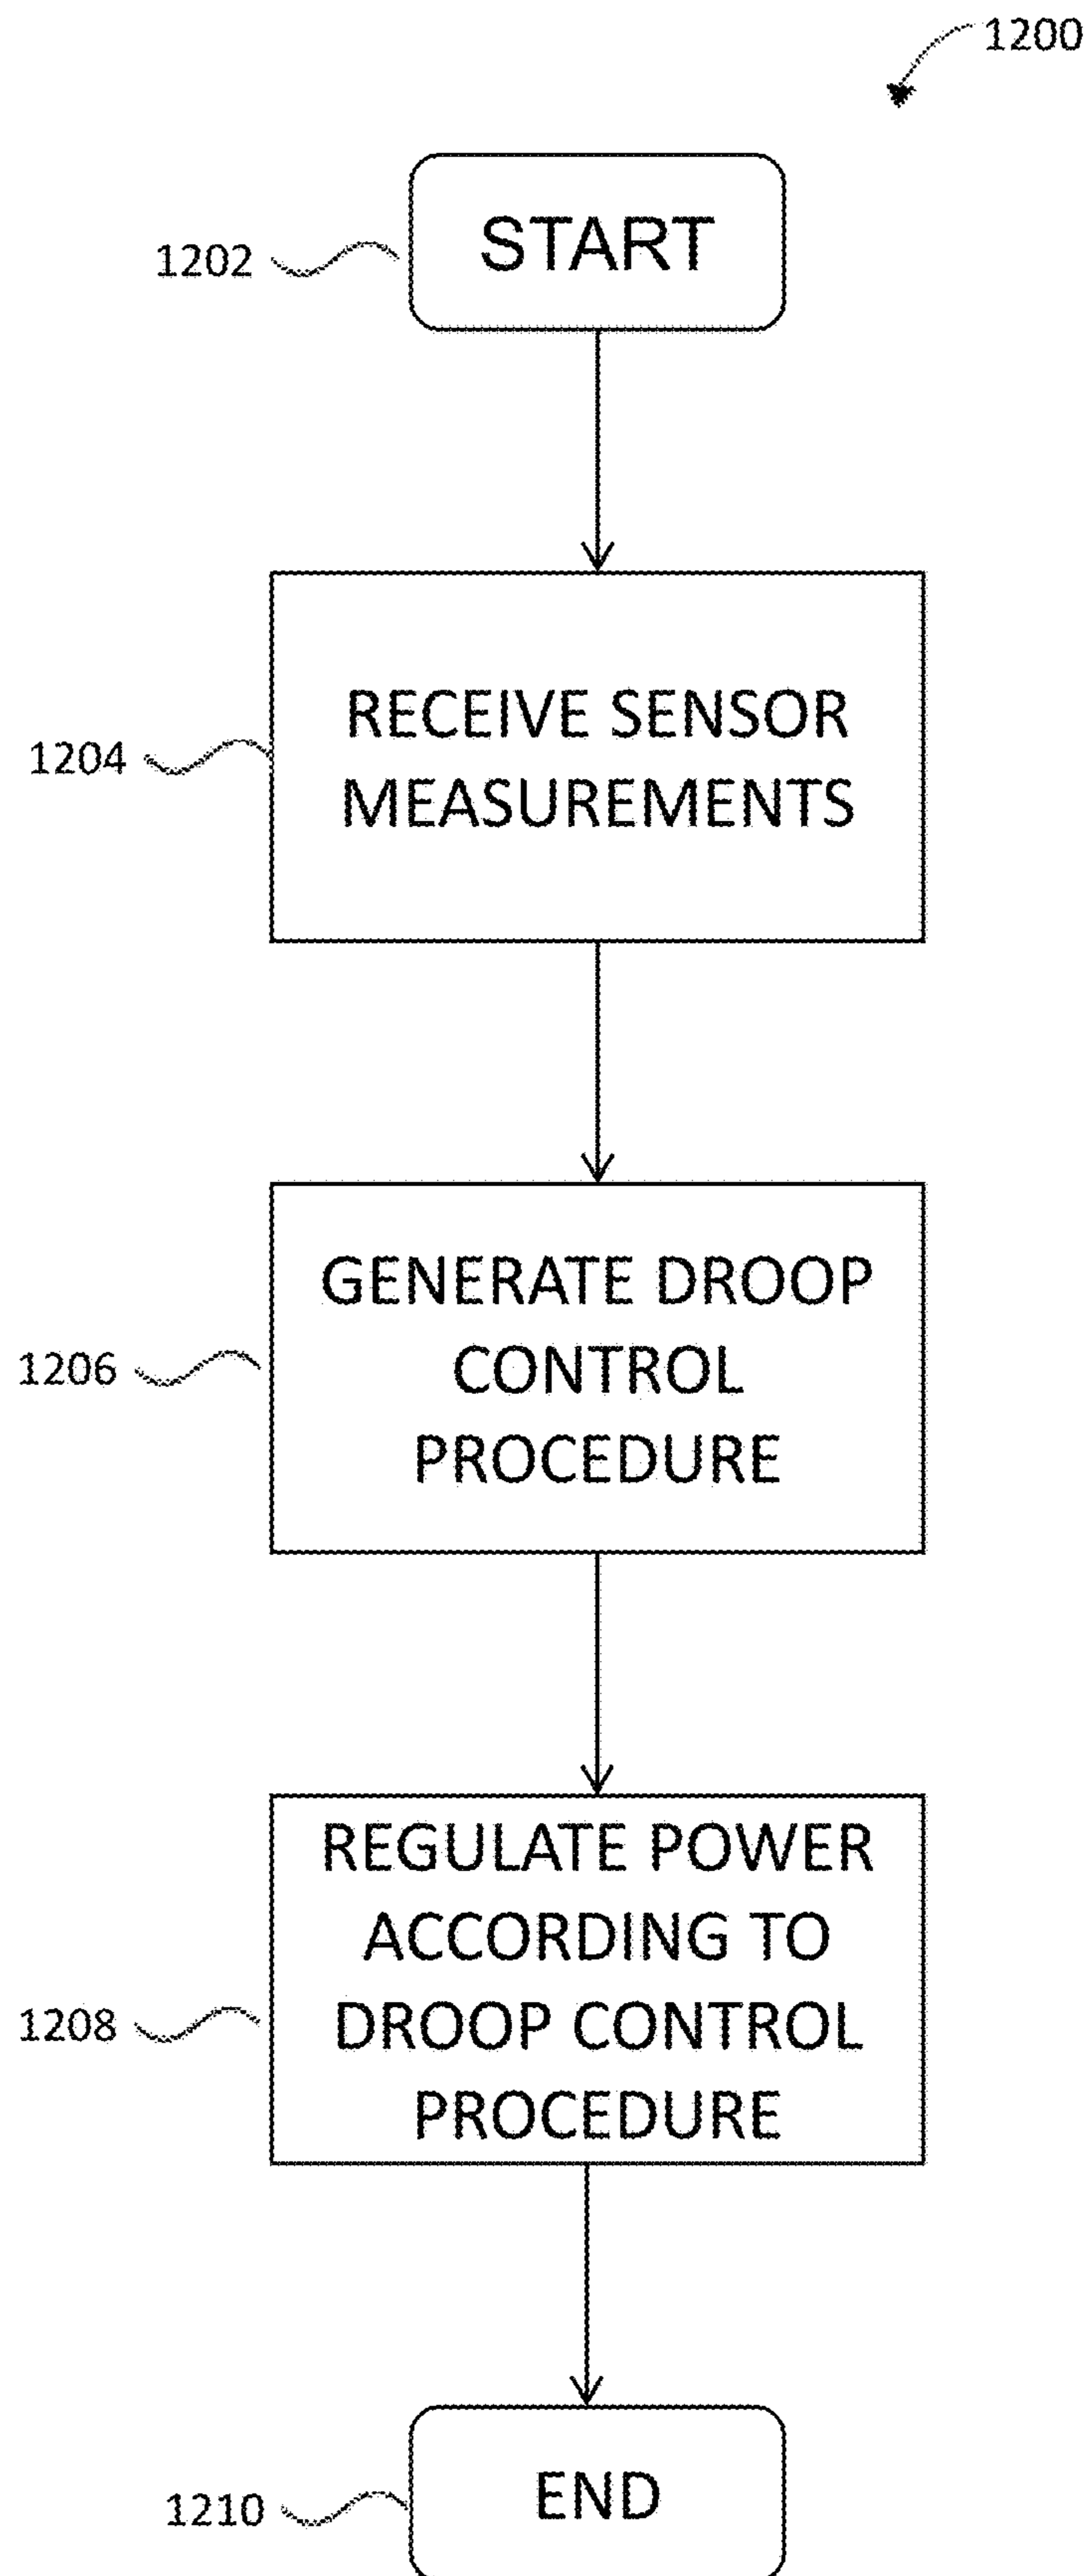 1200
1202
START
1204
RECEIVE SENSOR
MEASUREMENTS
1206
GENERATE DROOP
CONTROL
PROCEDURE
1208
REGULATE POWER
ACCORDING TO
DROOP CONTROL
PROCEDURE
1210
END